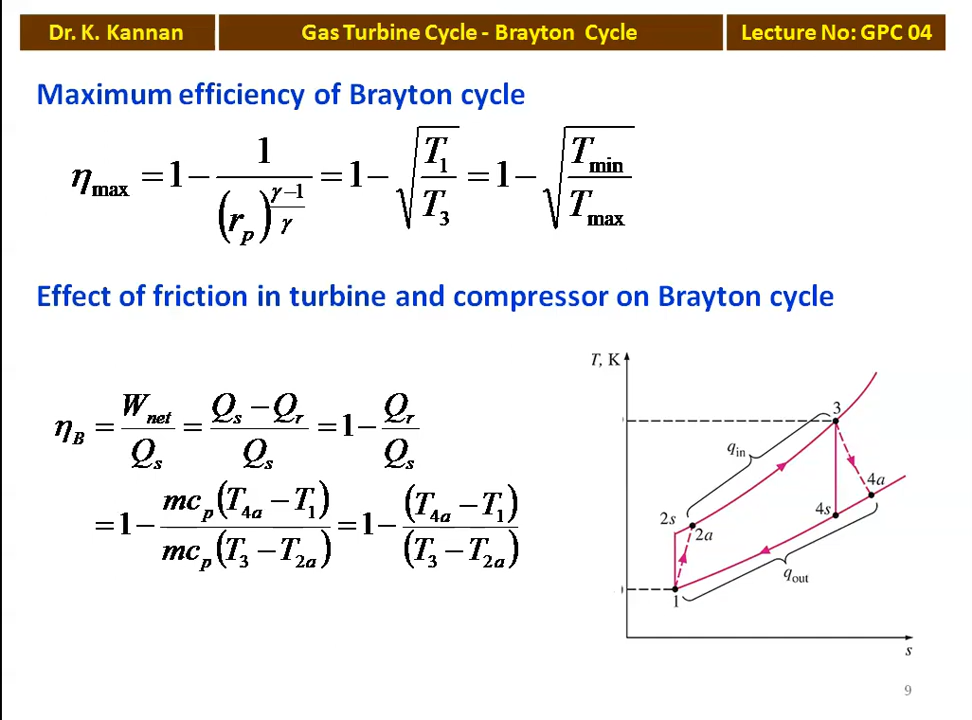 Dr. K. Kannan
Gas Turbine Cycle - Brayton Cycle
Lecture No: GPC 04
Maximum efficiency of Brayton cycle
η_max = 1 − 1/(r_p)^((γ−1)/γ) = 1 − √(T_1/T_3) = 1 − √(T_min/T_max)
Effect of friction in turbine and compressor on Brayton cycle
η_B = W_net/Q_s = (Q_s − Q_r)/Q_s = 1 − Q_r/Q_s
= 1 − mc_p(T_4a − T_1)/mc_p(T_3 − T_2a) = 1 − (T_4a − T_1)/(T_3 − T_2a)
T, K
3
q_in
4a
2s
4s
2a
q_out
1
s
9